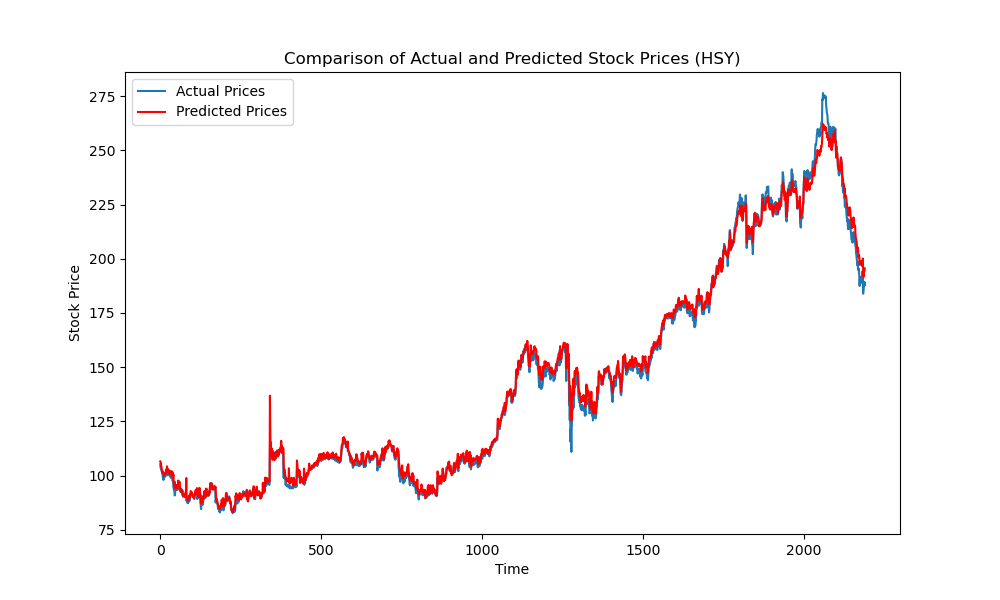 Comparison of Actual and Predicted Stock Prices (HSY)
Actual Prices
Predicted Prices
Stock Price
275
250
225
200
175
150
125
100
75
0
500
1000
1500
2000
Time